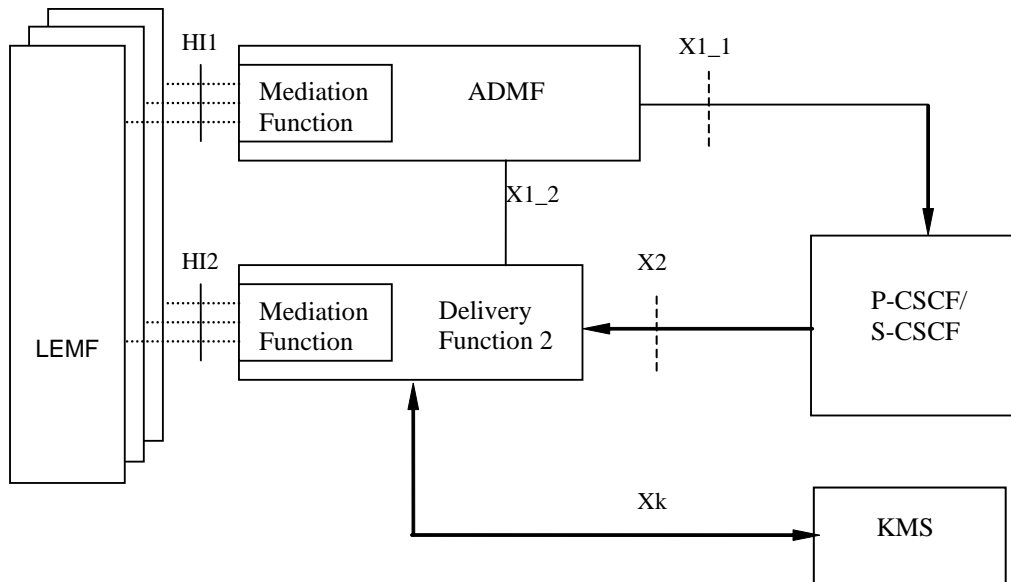 HI1
X1_1
Mediation
Function
ADMF
X1_2
HI2
X2
Mediation
Function
Delivery
Function 2
P-CSCF/
S-CSCF
LEMF
Xk
KMS